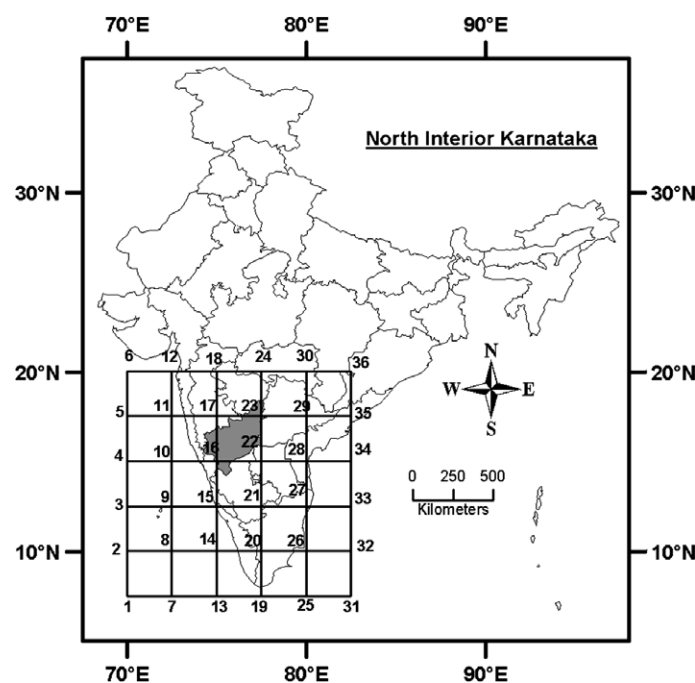 70°E 80°E 90°E
North Interior Karnataka
30°N 30°N
20°N 20°N
6 12 18 24 30 36
N
W E
S
5 11 17 23 29 35
4 10 16 22 28 34
0 250 500
Kilometers
3 9 15 21 27 33
2 8 14 20 26 32
10°N 10°N
1 7 13 19 25 31
70°E 80°E 90°E